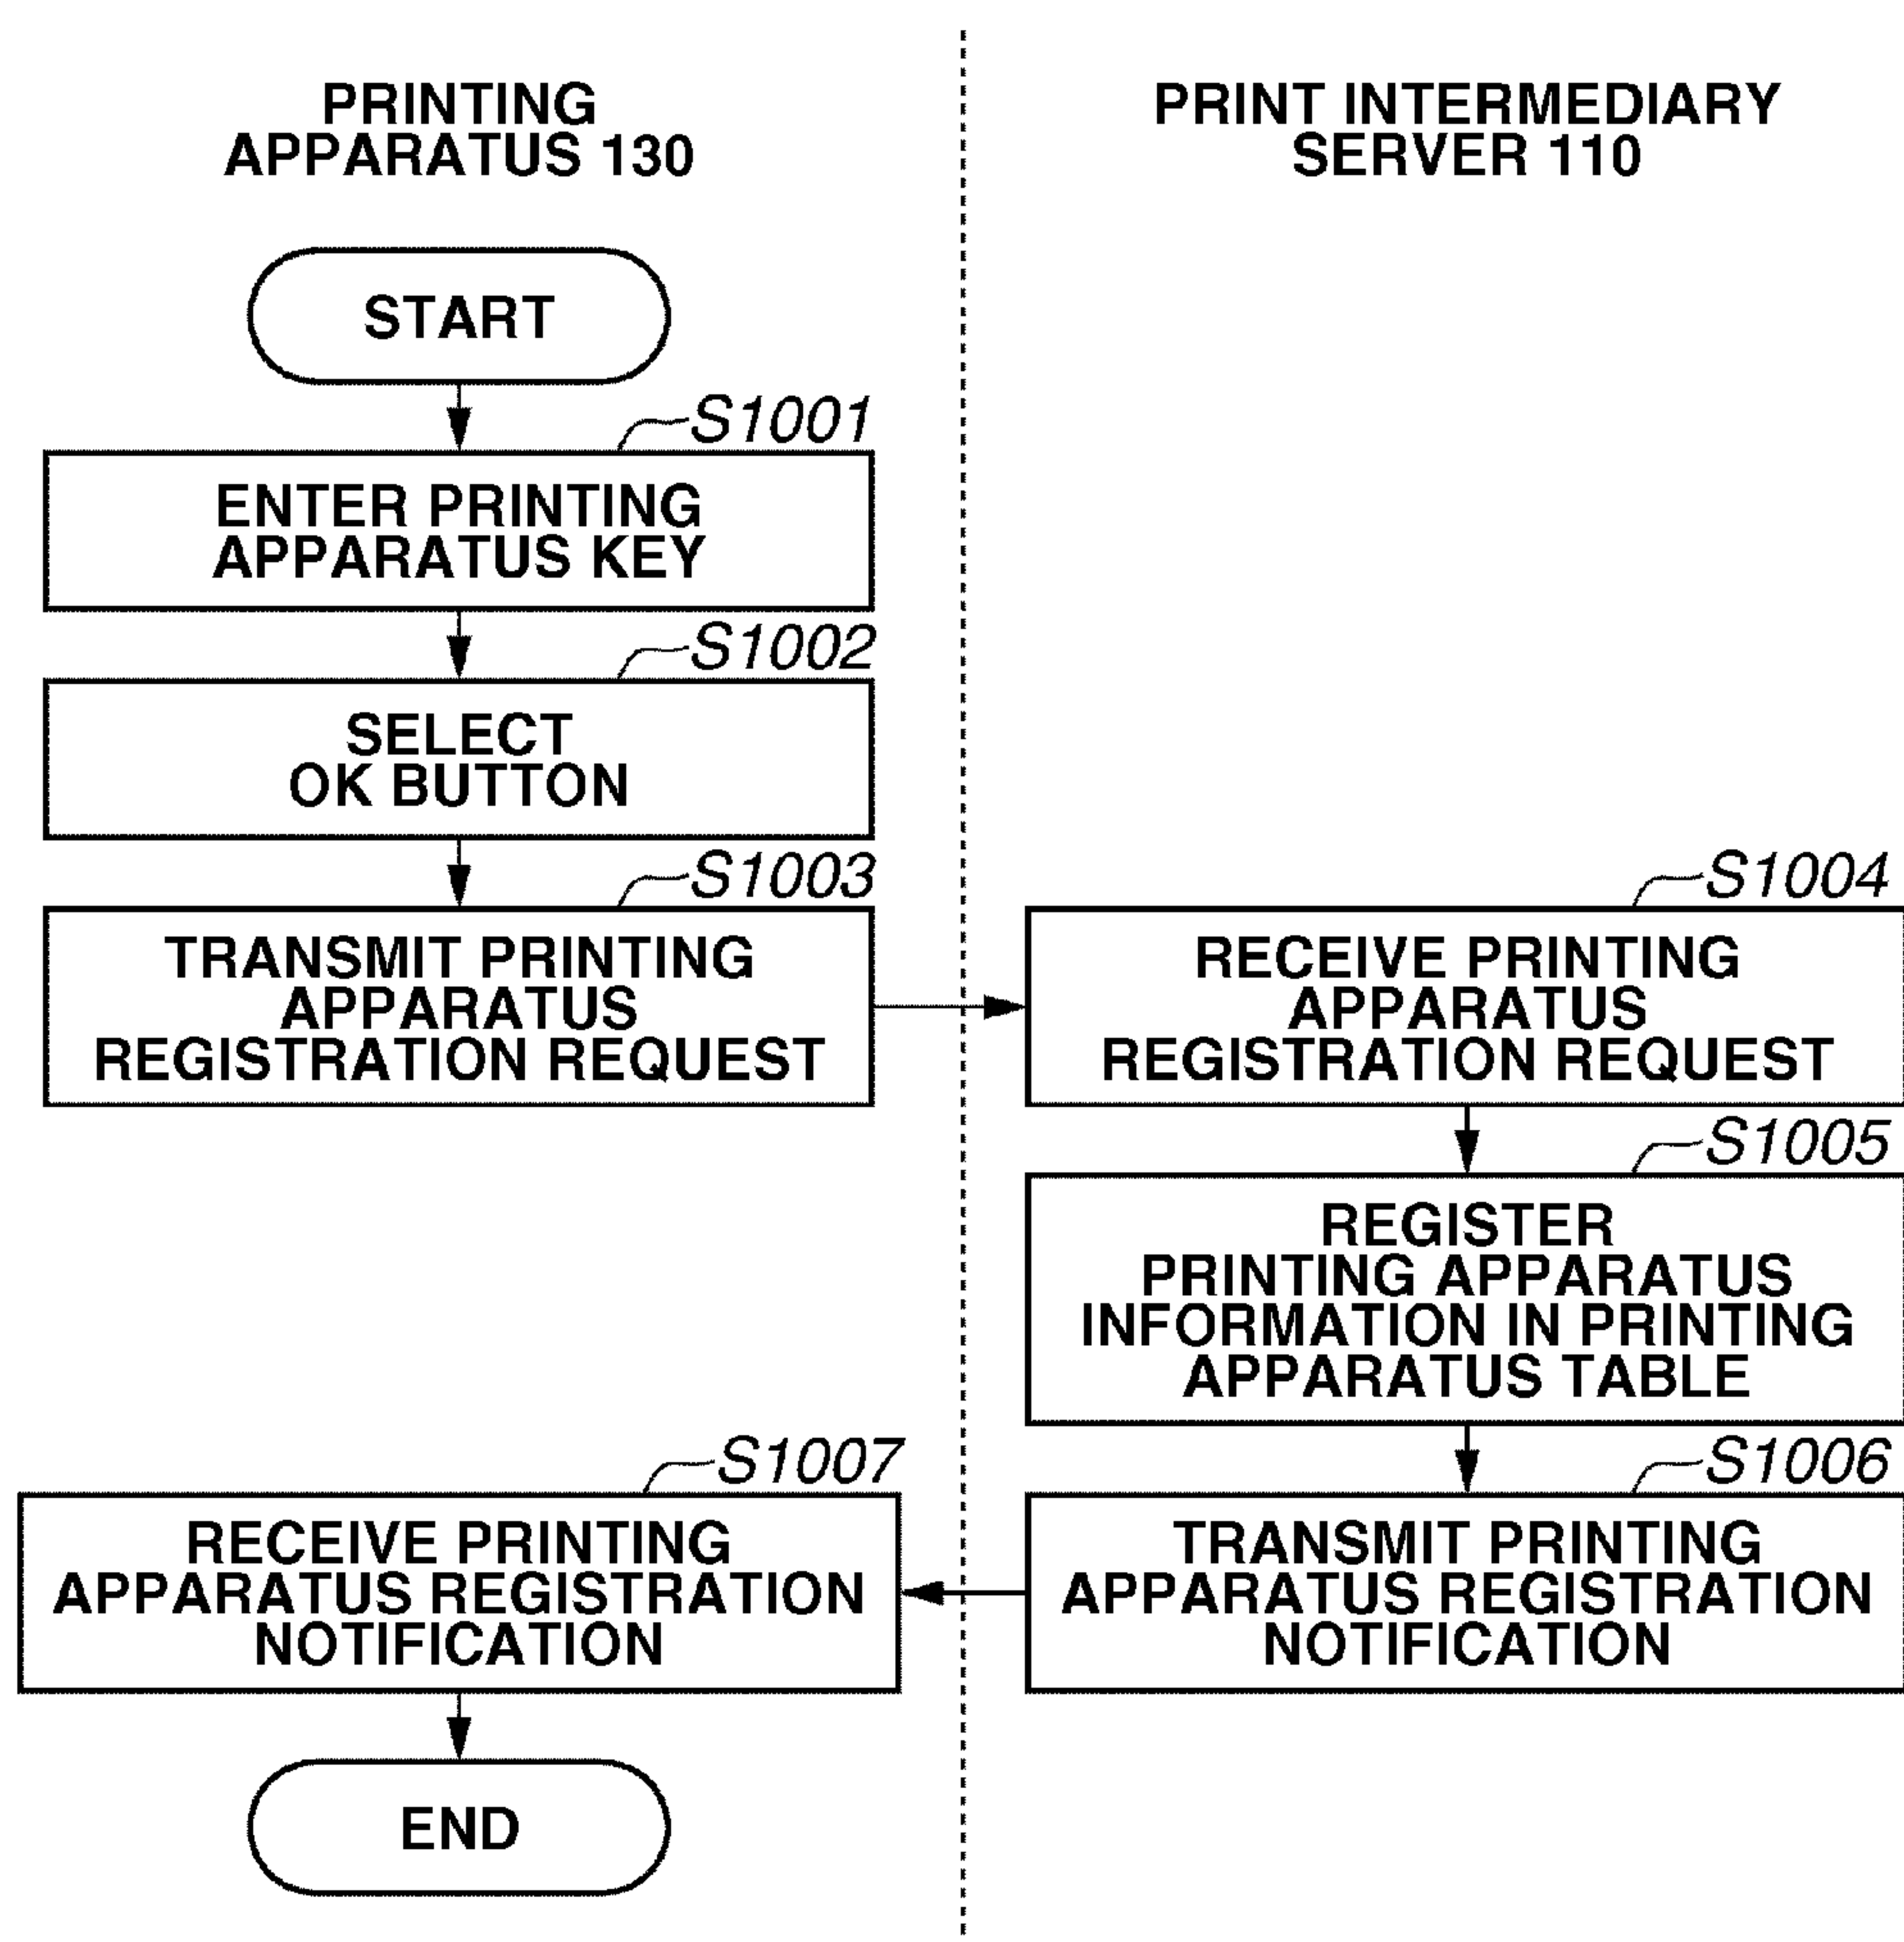 PRINTING
APPARATUS 130
PRINT INTERMEDIARY
SERVER 110
START
S1001
ENTER PRINTING
APPARATUS KEY
S1002
SELECT
OK BUTTON
S1003
TRANSMIT PRINTING
APPARATUS
REGISTRATION REQUEST
S1004
RECEIVE PRINTING
APPARATUS
REGISTRATION REQUEST
S1005
REGISTER
PRINTING APPARATUS
INFORMATION IN PRINTING
APPARATUS TABLE
S1006
TRANSMIT PRINTING
APPARATUS REGISTRATION
NOTIFICATION
S1007
RECEIVE PRINTING
APPARATUS REGISTRATION
NOTIFICATION
END